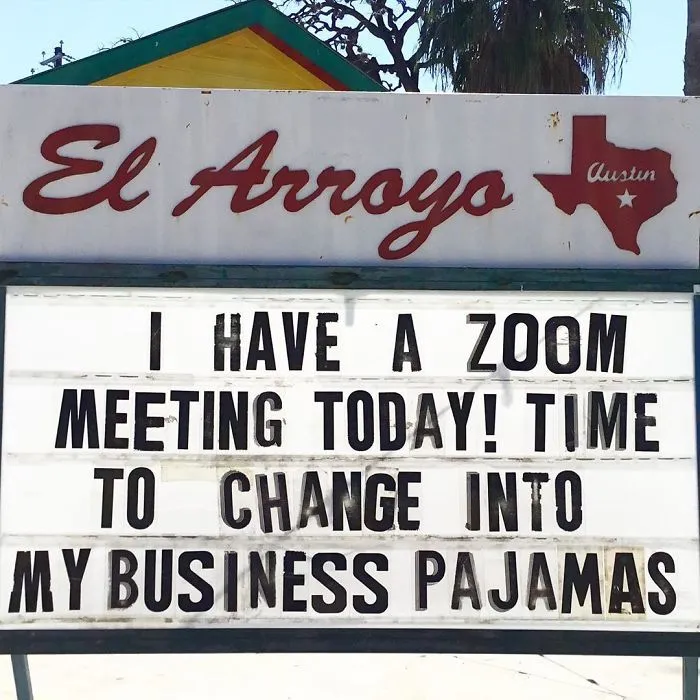 El Arroyo
Austin
I HAVE A ZOOM
MEETING TODAY! TIME
TO CHANGE INTO
MY BUSINESS PAJAMAS